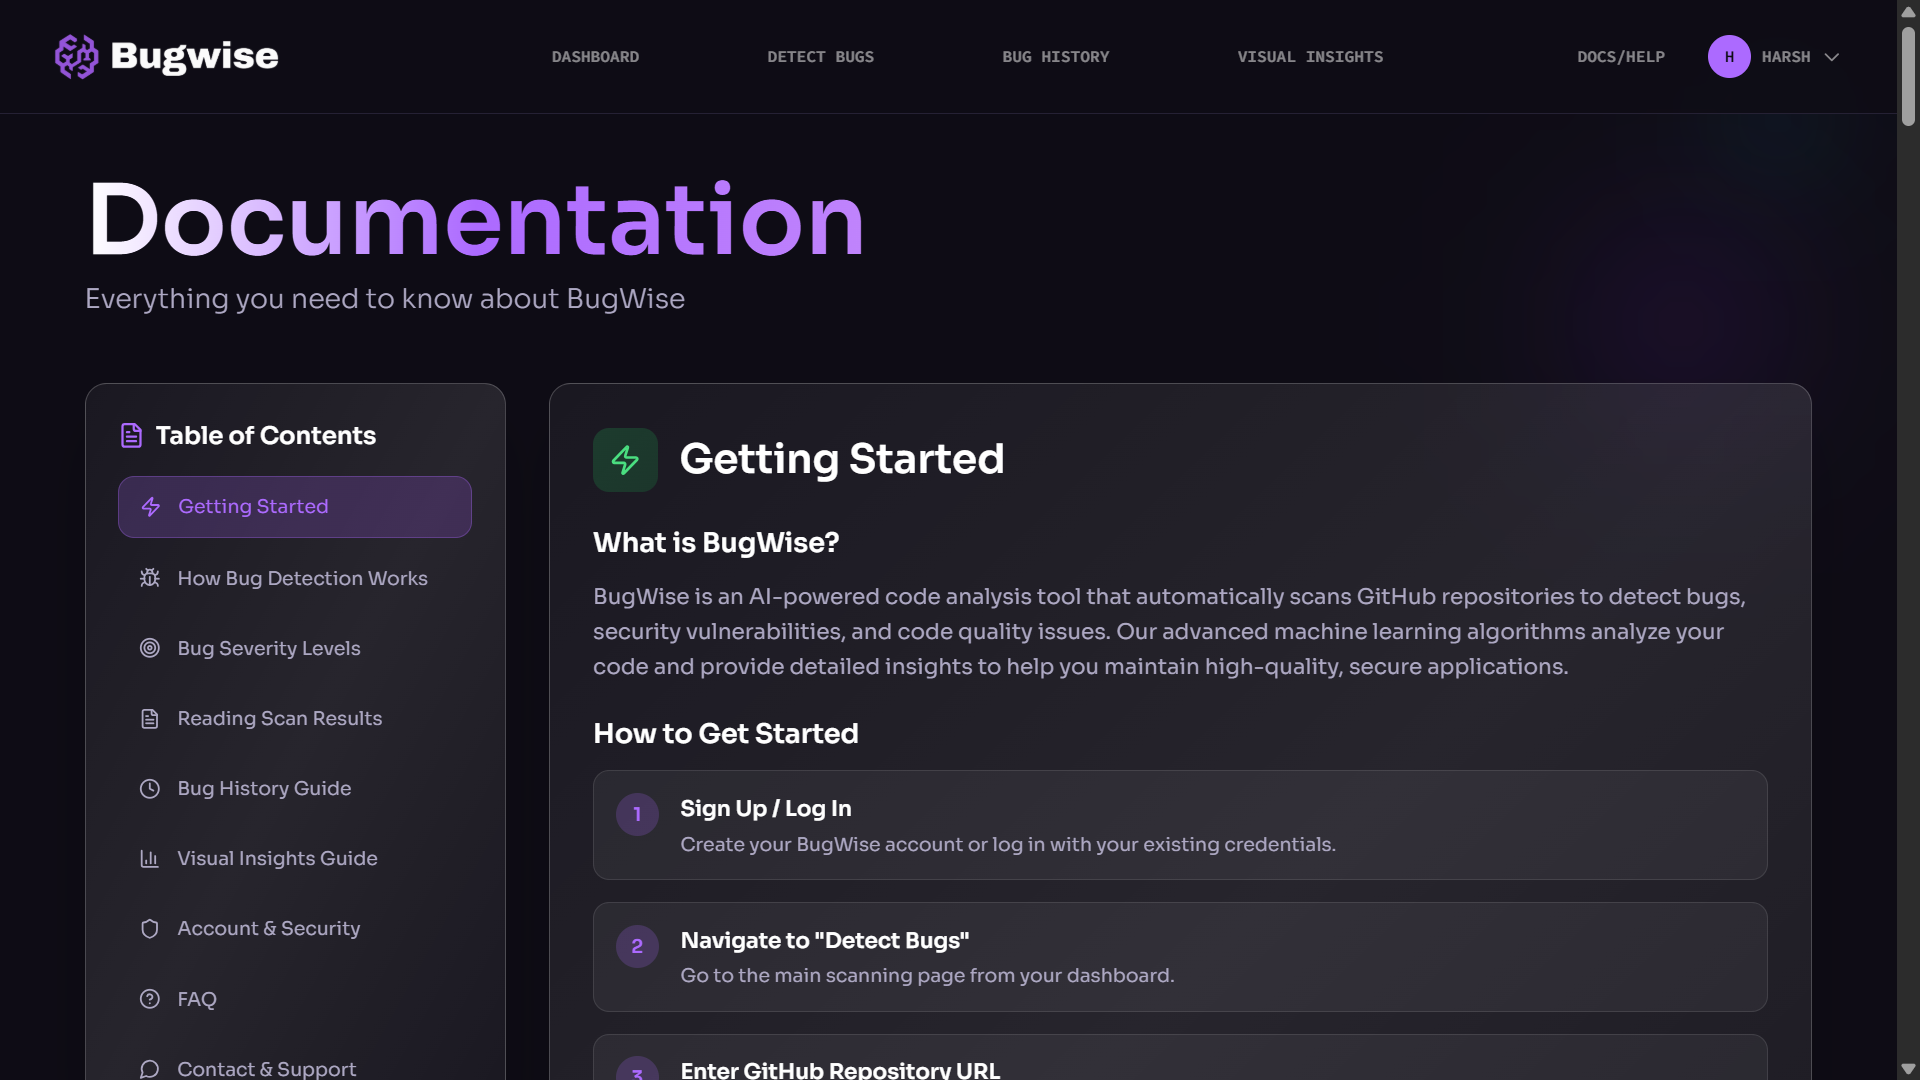 Bugwise
DASHBOARD
DETECT BUGS
BUG HISTORY
VISUAL INSIGHTS
DOCS/HELP
H
HARSH
Documentation
Everything you need to know about BugWise
Table of Contents
Getting Started
How Bug Detection Works
Bug Severity Levels
Reading Scan Results
Bug History Guide
Visual Insights Guide
Account & Security
FAQ
Contact & Support
Getting Started
What is BugWise?
BugWise is an AI-powered code analysis tool that automatically scans GitHub repositories to detect bugs,
security vulnerabilities, and code quality issues. Our advanced machine learning algorithms analyze your
code and provide detailed insights to help you maintain high-quality, secure applications.
How to Get Started
1
Sign Up / Log In
Create your BugWise account or log in with your existing credentials.
2
Navigate to "Detect Bugs"
Go to the main scanning page from your dashboard.
3
Enter GitHub Repository URL